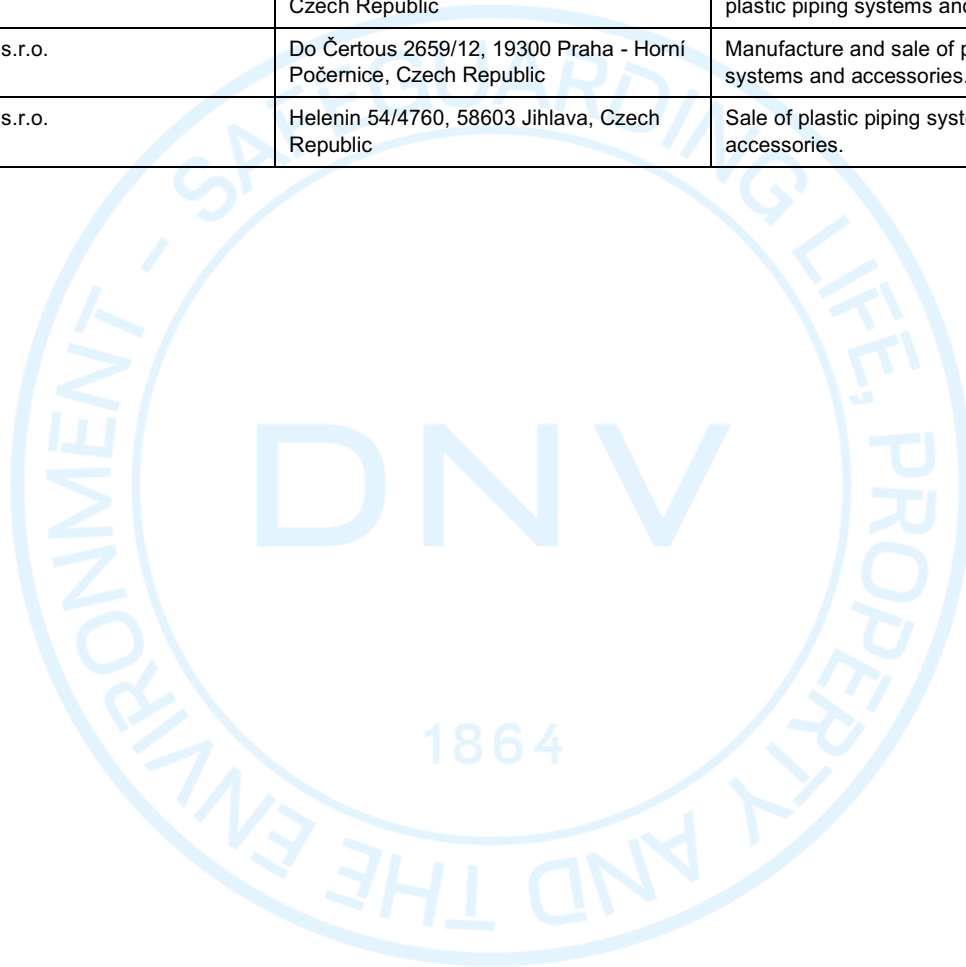 Czech Republic
plastic piping systems and
s.r.o.
Do Čertous 2659/12, 19300 Praha - Horní
Počernice, Czech Republic
Manufacture and sale of
systems and accessories.
s.r.o.
Helenin 54/4760, 58603 Jihlava, Czech
Republic
Sale of plastic piping
accessories.
SAFEGUARDING LIFE, PROPERTY AND THE ENVIRONMENT -
DNV
1864